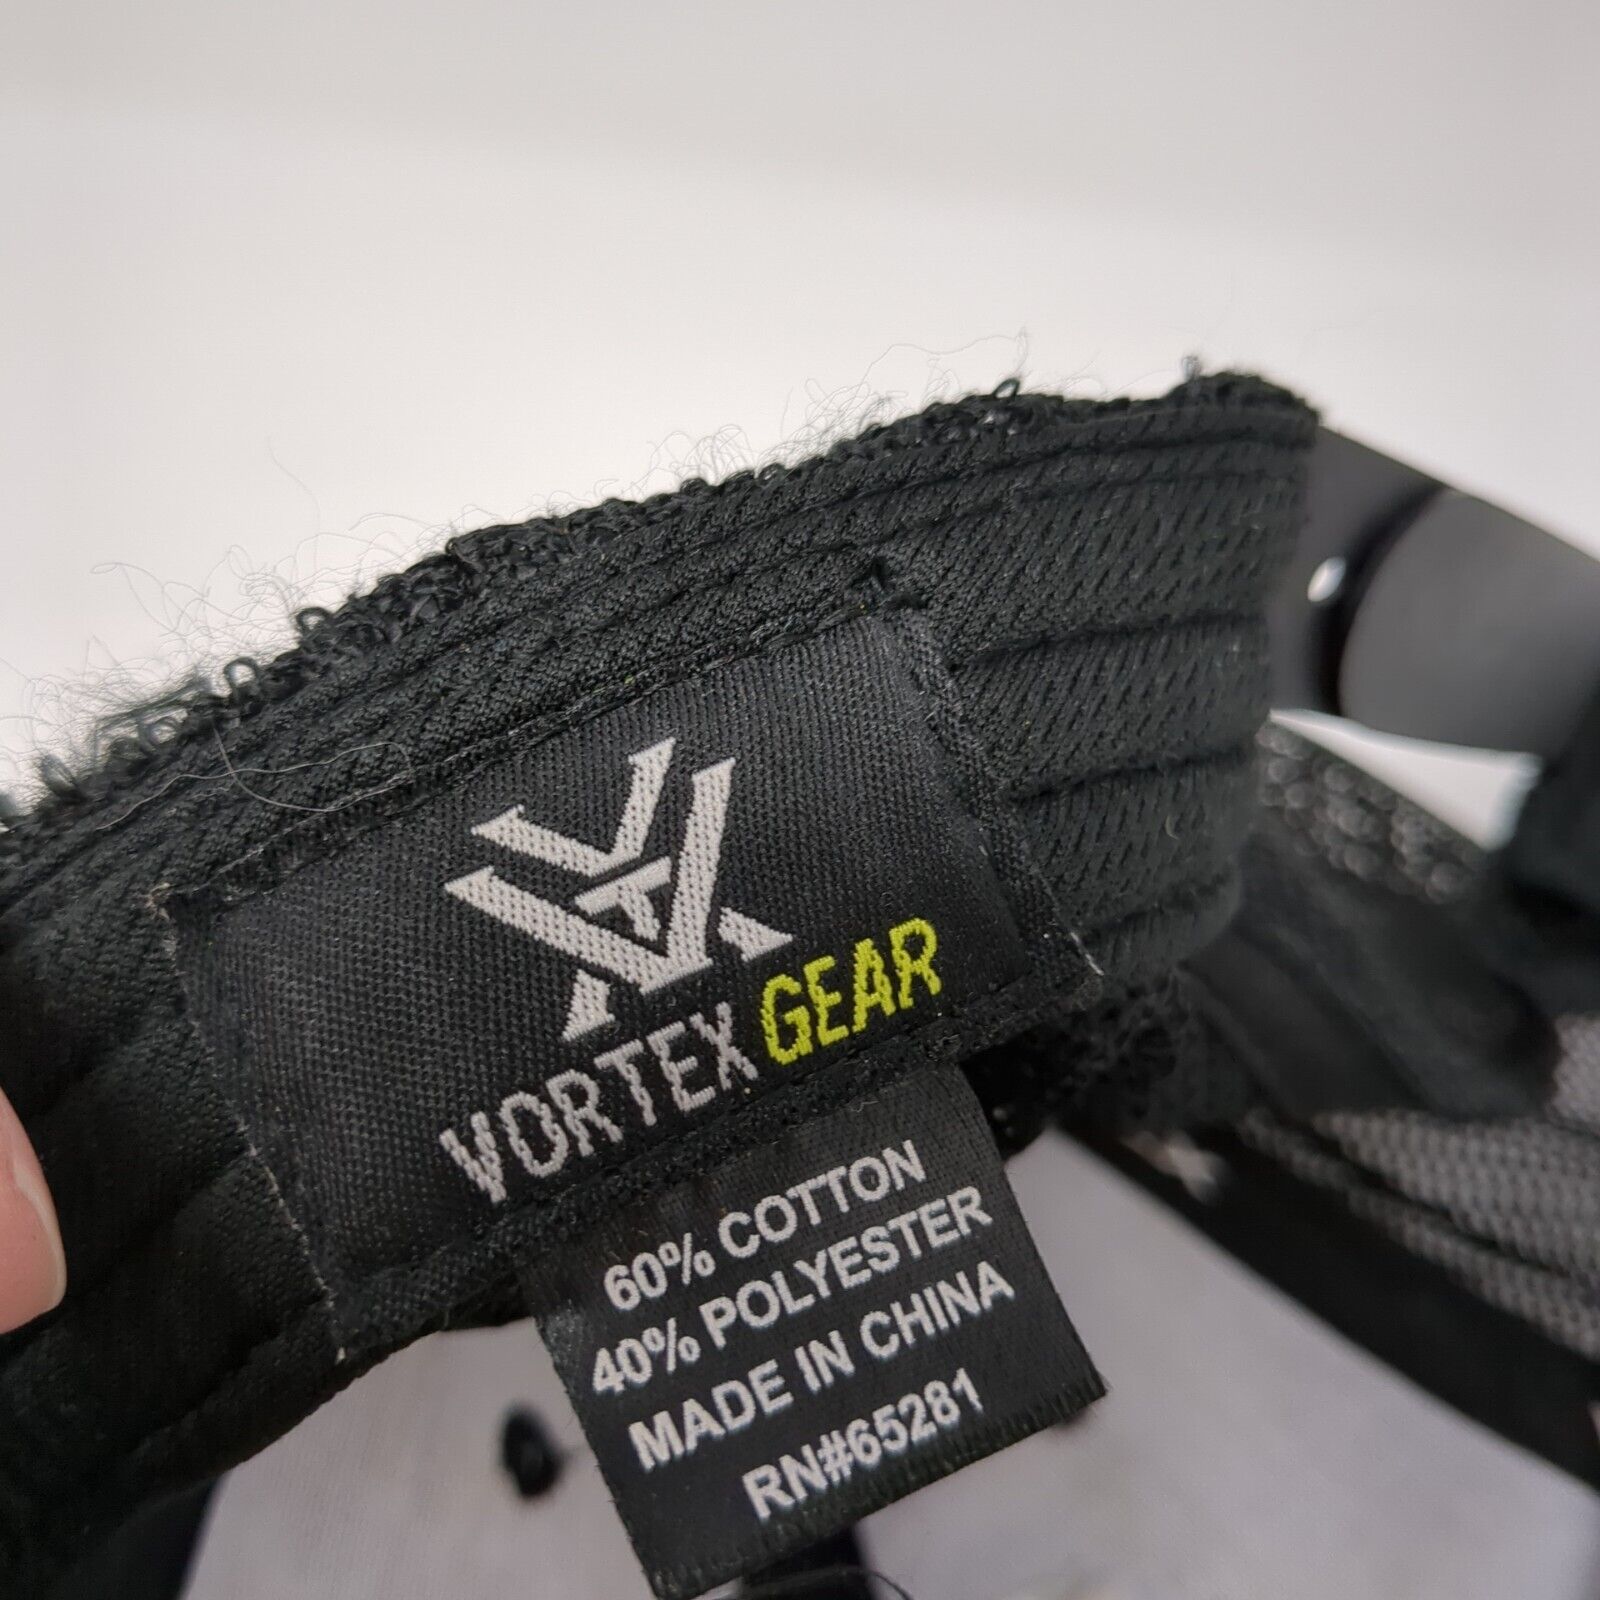 VORTEX GEAR
60% COTTON
40% POLYESTER
MADE IN CHINA
RN#65281